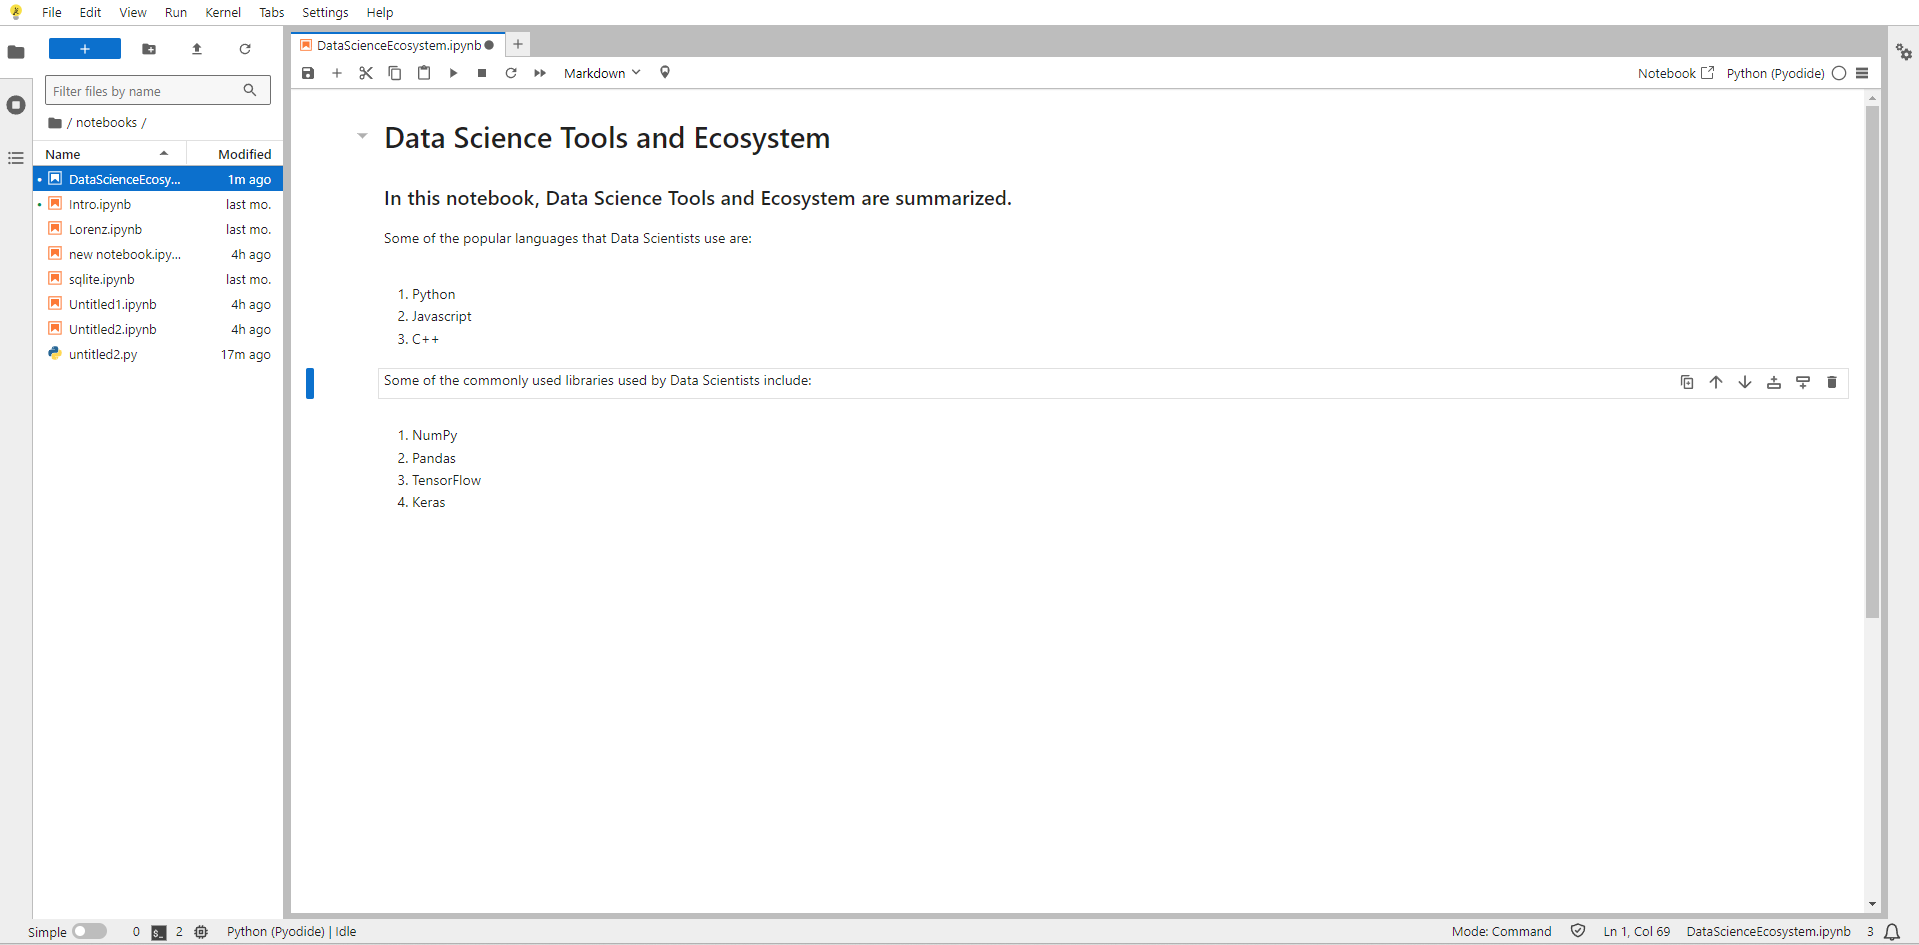 File Edit View Run Kernel Tabs Settings Help
+
Filter files by name
/ notebooks /
Name Modified
DataScienceEcosy... 1m ago
Intro.ipynb last mo.
Lorenz.ipynb last mo.
new notebook.ipy... 4h ago
sqlite.ipynb last mo.
Untitled1.ipynb 4h ago
Untitled2.ipynb 4h ago
untitled2.py 17m ago
DataScienceEcosystem.ipynb
Markdown
Notebook Python (Pyodide)
Data Science Tools and Ecosystem
In this notebook, Data Science Tools and Ecosystem are summarized.
Some of the popular languages that Data Scientists use are:
1. Python
2. Javascript
3. C++
Some of the commonly used libraries used by Data Scientists include:
1. NumPy
2. Pandas
3. TensorFlow
4. Keras
Simple 0 $_ 2 Python (Pyodide) | Idle Mode: Command Ln 1, Col 69 DataScienceEcosystem.ipynb 3